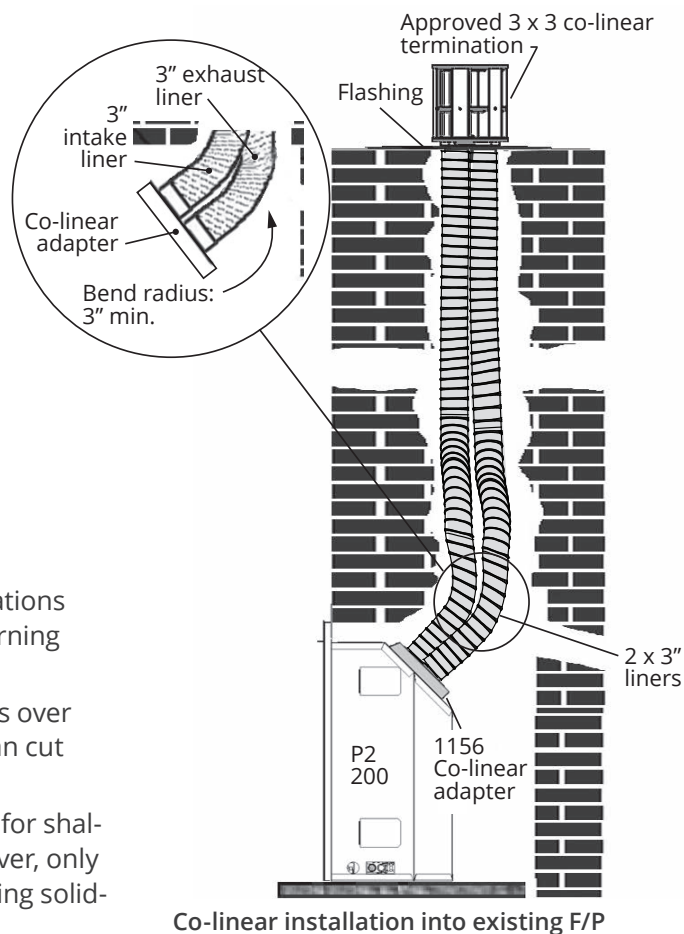 Approved 3 x 3 co-linear
termination
3” exhaust
liner
Flashing
3”
intake
liner
Co-linear
adapter
Bend radius:
3” min.
ations
rning
s over
an cut
for shal-
ver, only
ing solid-
2 x 3”
liners
P2
200
1156
Co-linear
adapter
Co-linear installation into existing F/P